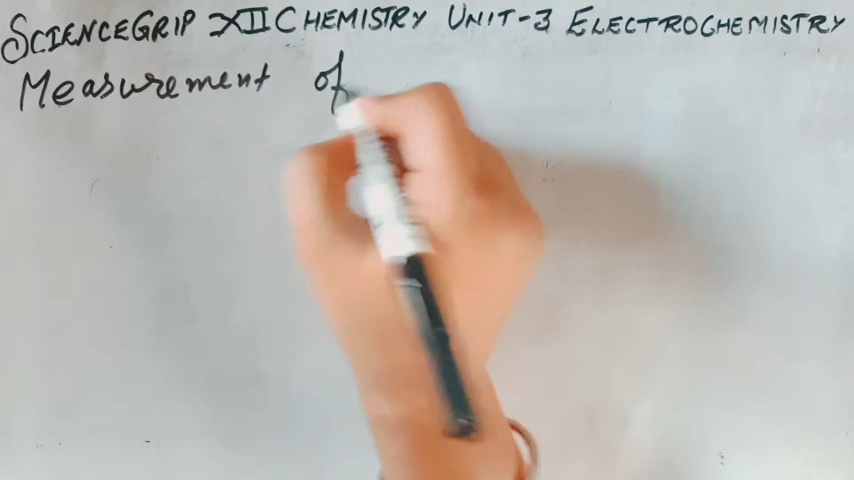 SCIENCEGRIP XII CHEMISTRY UNIT-3 ELECTROCHEMISTRY
Measurement of